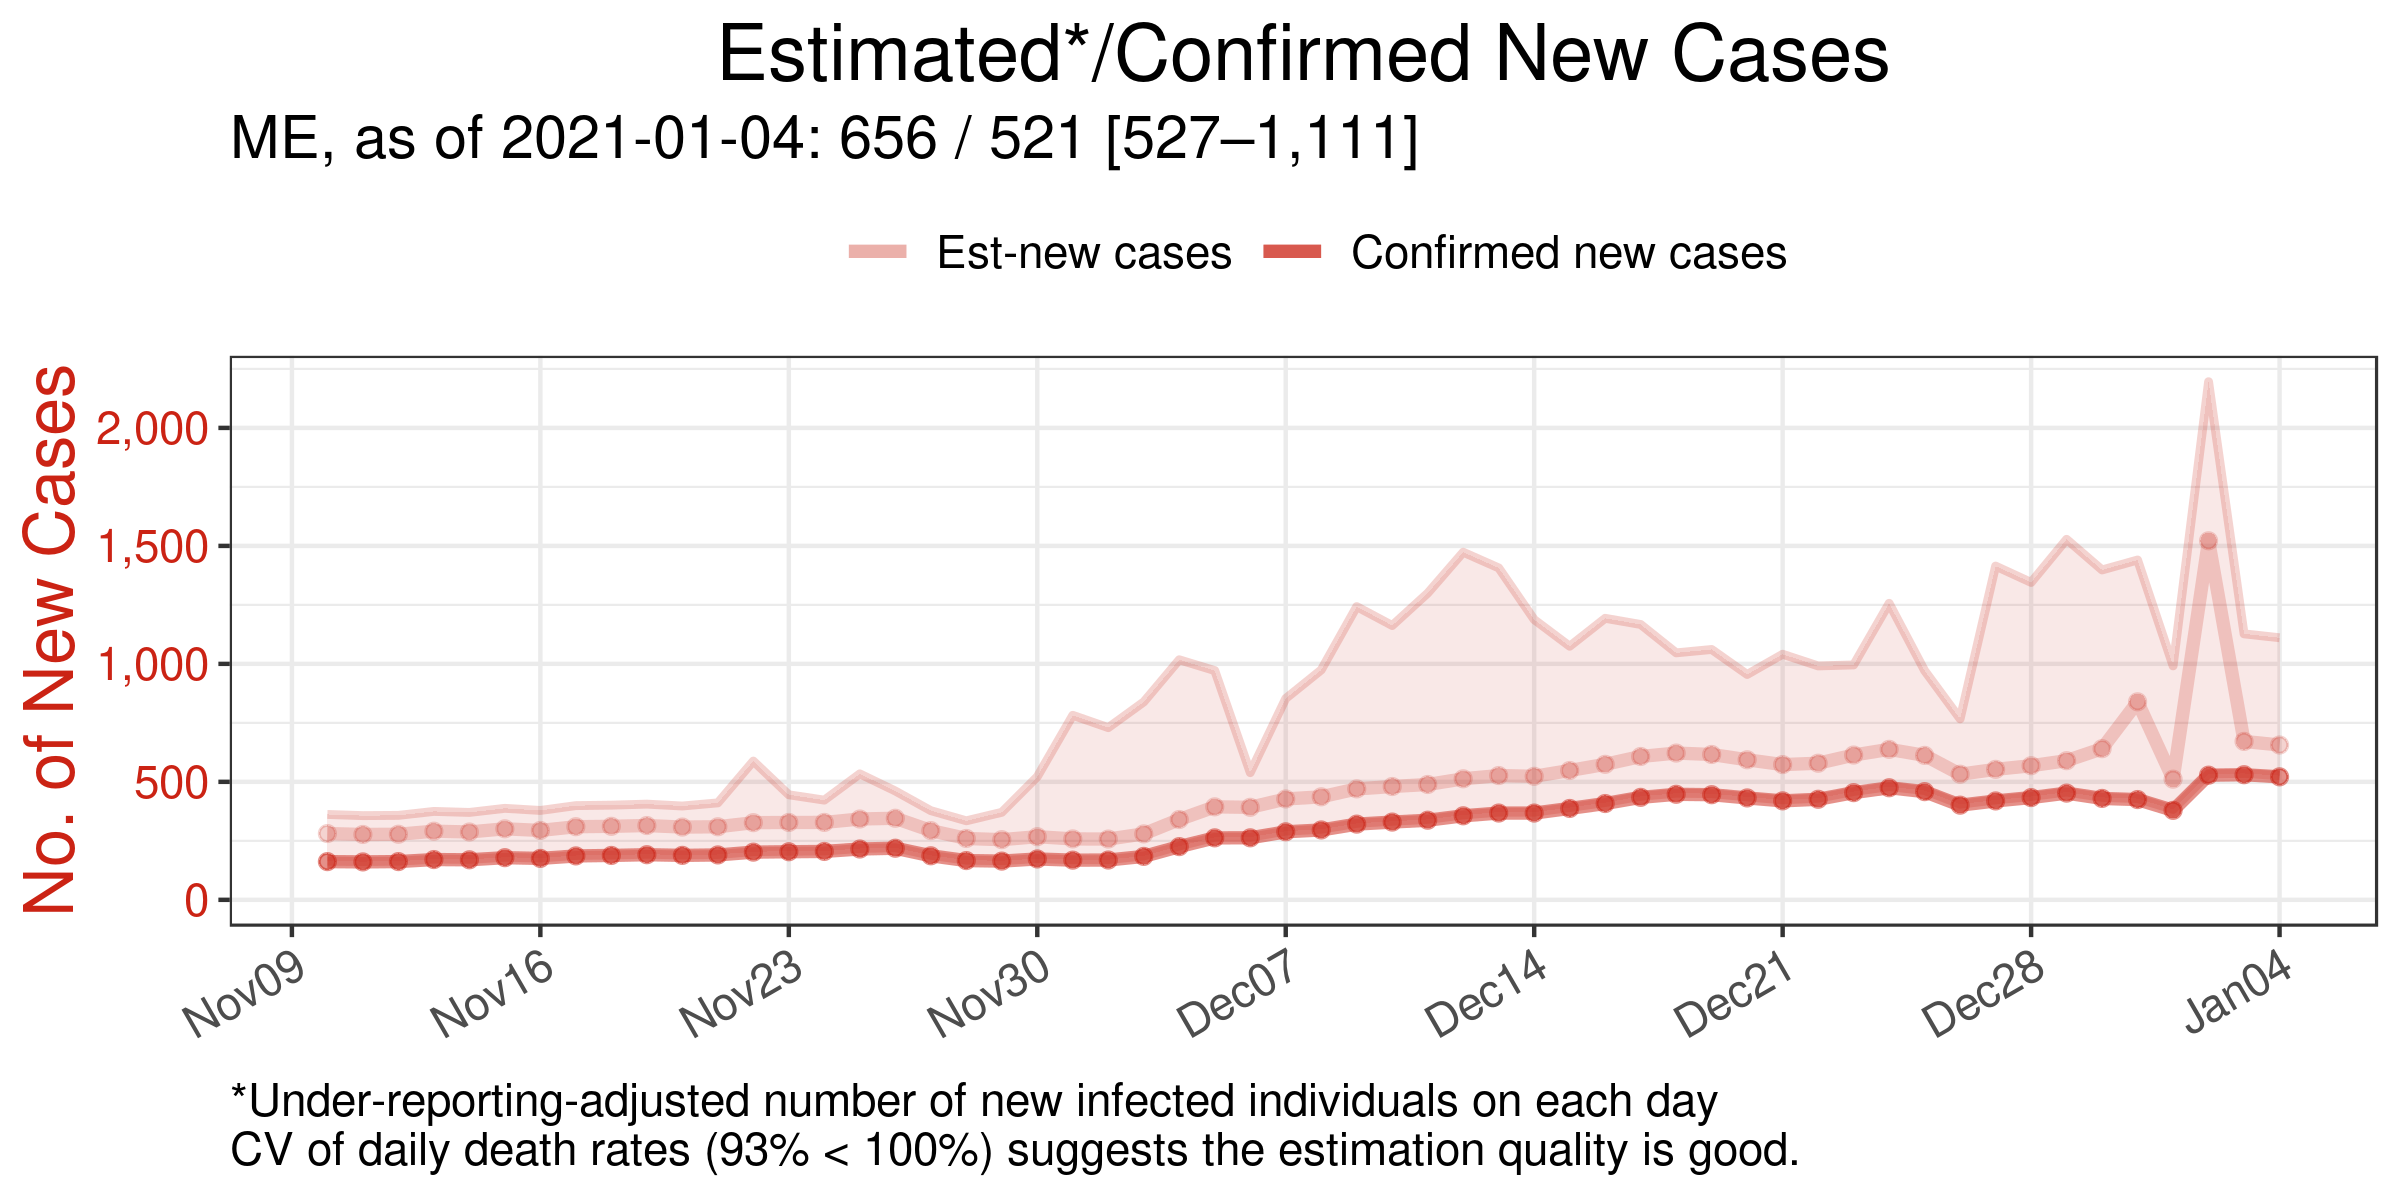 Estimated*/Confirmed New Cases
ME, as of 2021-01-04: 656 / 521 [527–1,111]
Est-new cases
Confirmed new cases
No. of New Cases
2,000
1,500
1,000
500
0
Nov09
Nov16
Nov23
Nov30
Dec07
Dec14
Dec21
Dec28
Jan04
*Under-reporting-adjusted number of new infected individuals on each day
CV of daily death rates (93% < 100%) suggests the estimation quality is good.